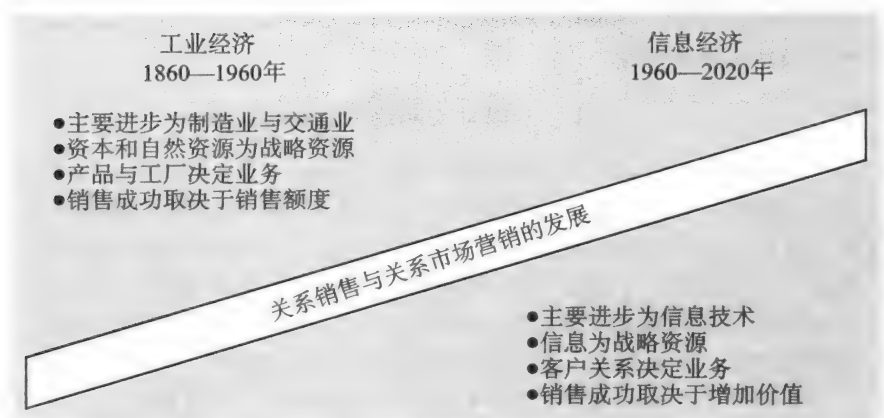 工业经济
1860—1960年
信息经济
1960—2020年
●主要进步为制造业与交通业
●资本和自然资源为战略资源
●产品与工厂决定业务
●销售成功取决于销售额度
关系销售与关系市场营销的发展
●主要进步为信息技术
●信息为战略资源
●客户关系决定业务
●销售成功取决于增加价值